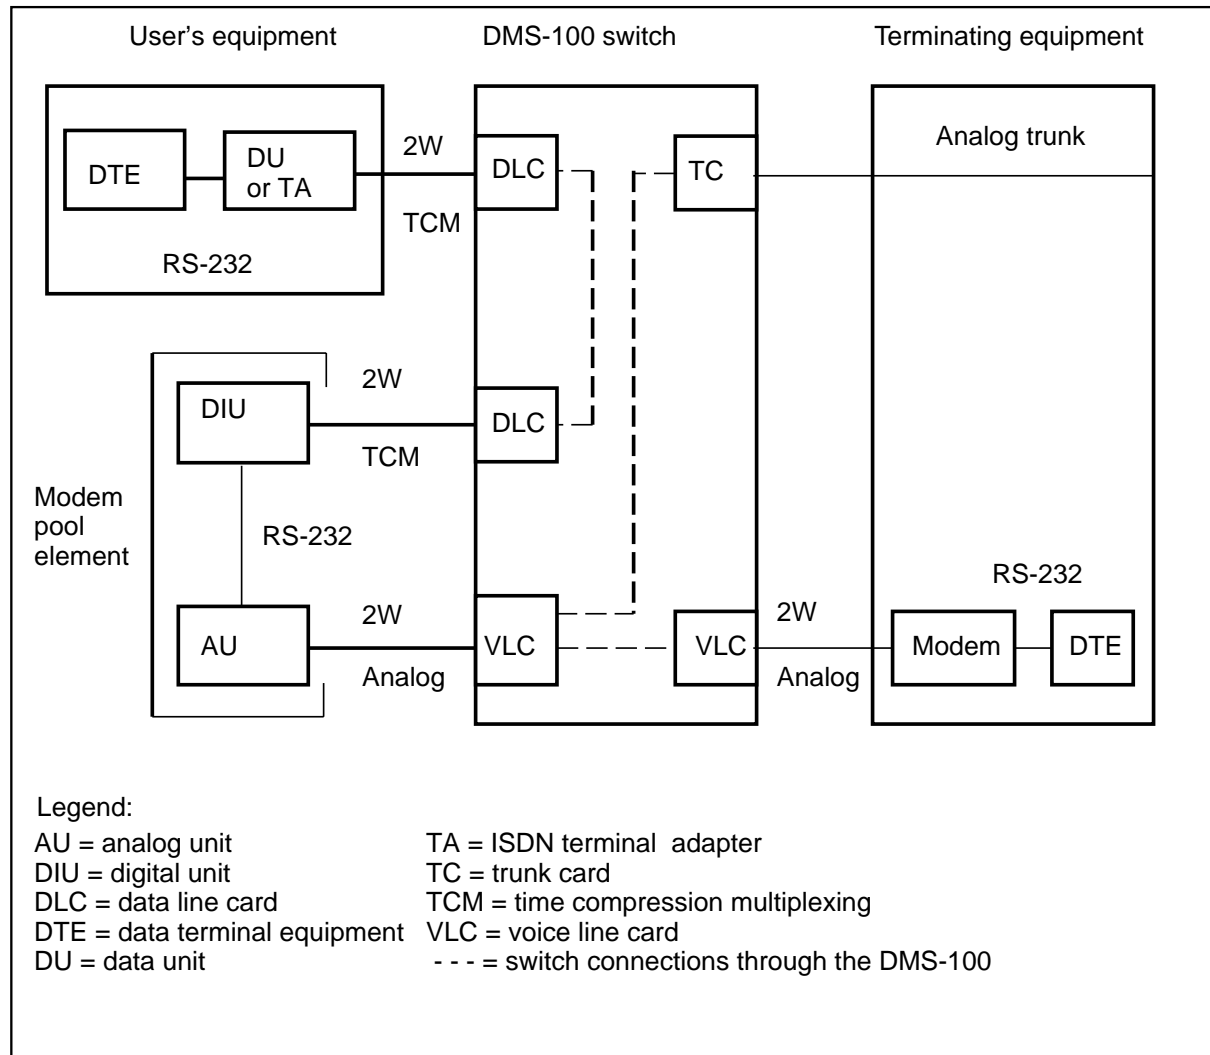 User's equipment
DMS-100 switch
Terminating equipment
DTE
DU
or TA
RS-232
2W
TCM
DLC
TC
Analog trunk
Modem
pool
element
DIU
RS-232
AU
2W
TCM
DLC
2W
Analog
VLC
VLC
2W
Analog
RS-232
Modem
DTE
Legend:
AU = analog unit
DIU = digital unit
DLC = data line card
DTE = data terminal equipment
DU = data unit
TA = ISDN terminal adapter
TC = trunk card
TCM = time compression multiplexing
VLC = voice line card
- - - = switch connections through the DMS-100